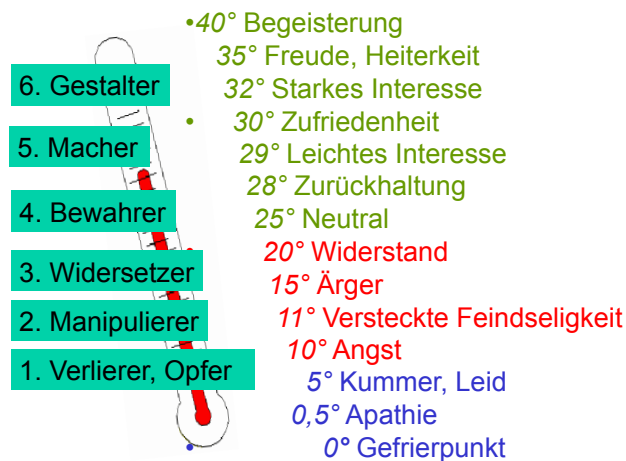 •40° Begeisterung
35° Freude, Heiterkeit
6. Gestalter
32° Starkes Interesse
• 30° Zufriedenheit
5. Macher
29° Leichtes Interesse
28° Zurückhaltung
4. Bewahrer
25° Neutral
20° Widerstand
3. Widersetzer
15° Ärger
2. Manipulierer
11° Versteckte Feindseligkeit
10° Angst
1. Verlierer, Opfer
5° Kummer, Leid
0,5° Apathie
• 0° Gefrierpunkt